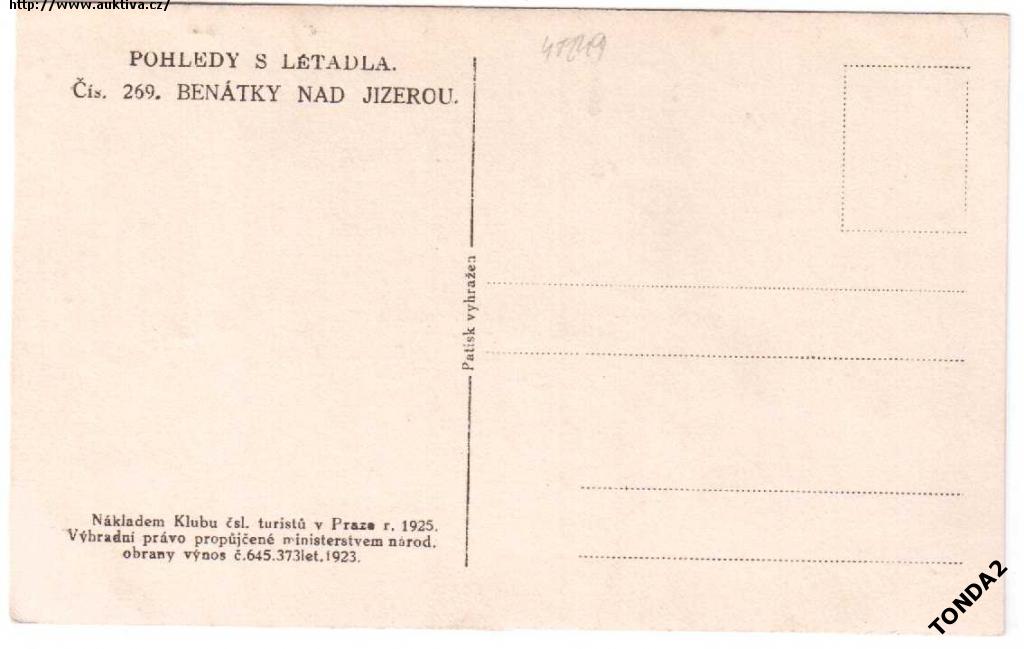 http://www.auktiva.cz/
POHLEDY S LÉTADLA.
Čís. 269. BENÁTKY NAD JIZEROU.
Patisk vyhražen
Nákladem Klubu čsl. turistů v Praze r. 1925.
Výhradní právo propůjčené ministerstvem národ.
obrany výnos č.645.373let.1923.
TONDA2